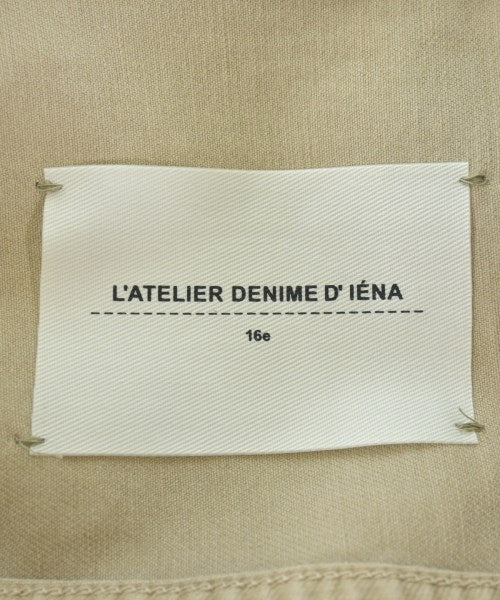 L'ATELIER DENIME D' IÉNA
16e